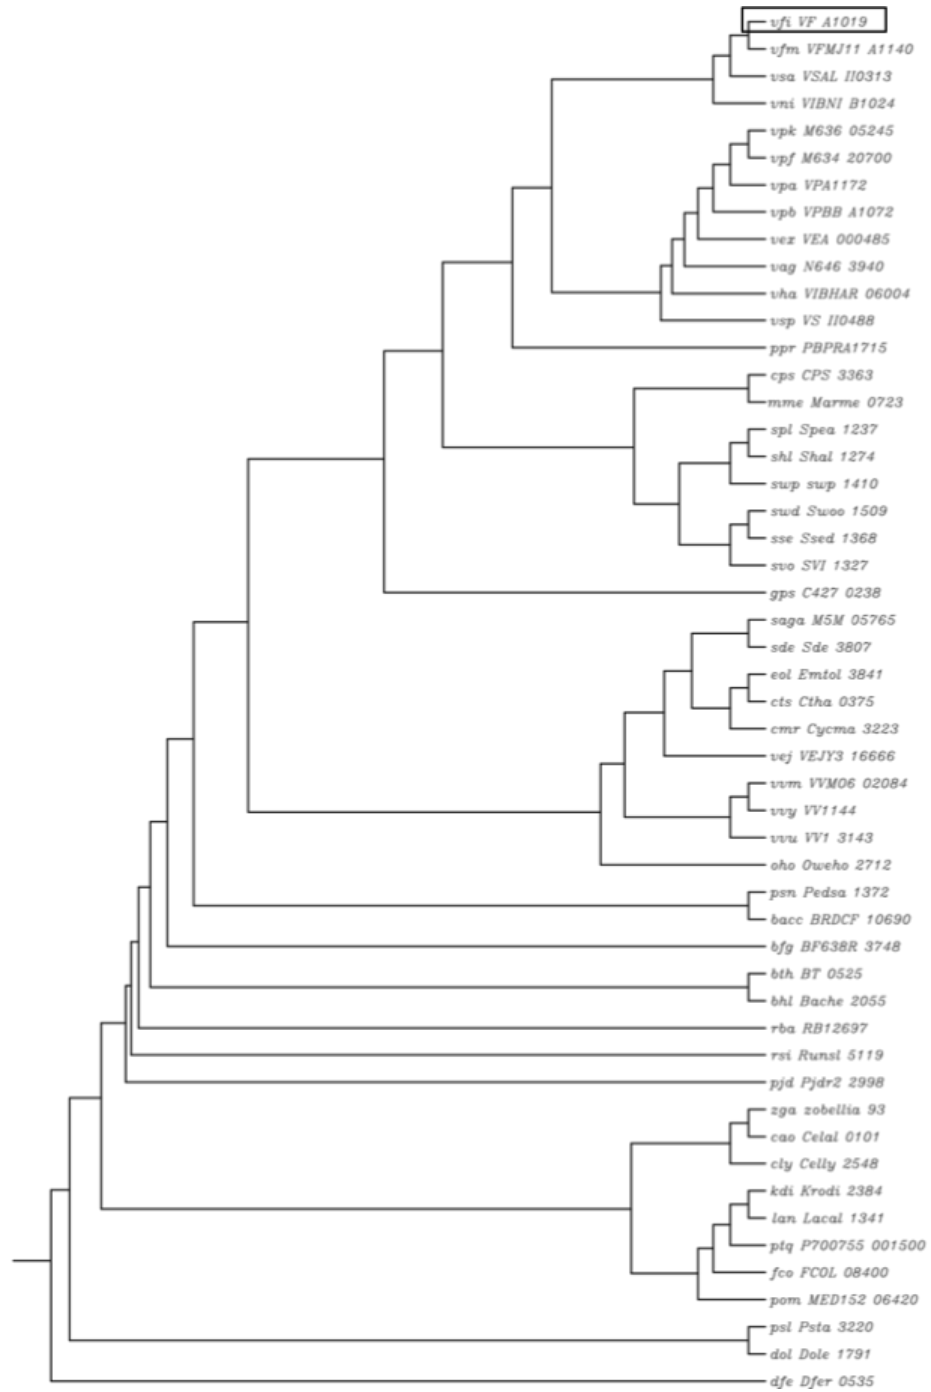 vfi VF A1019
vfm VFMJ11 A1140
vsa VSAL II0313
vni VIBNI B1024
vpk M636 05245
vpf M634 20700
vpa VPA1172
vpb VPBB A1072
vex VEA 000485
vag N646 3940
vha VIBHAR 06004
vsp VS II0488
ppr PBPRA1715
cps CPS 3363
mme Marme 0723
spl Spea 1237
shl Shal 1274
swp swp 1410
swd Swoo 1509
sse Ssed 1368
svo SVI 1327
gps C427 0238
saga M5M 05765
sde Sde 3807
eol Emtol 3841
cts Ctha 0375
cmr Cycma 3223
vej VEJY3 16666
vvm VVM06 02084
vvy VV1144
vvu VV1 3143
oho Oweho 2712
psn Pedsa 1372
bacc BRDCF 10690
bfg BF638R 3748
bth BT 0525
bhl Bache 2055
rba RB12697
rsi Runsl 5119
pjd Pjdr2 2998
zga zobellia 93
cao Celal 0101
cly Celly 2548
kdi Krodi 2384
lan Lacal 1341
ptq P700755 001500
fco FCOL 08400
pom MED152 06420
psl Psta 3220
dol Dole 1791
dfe Dfer 0535